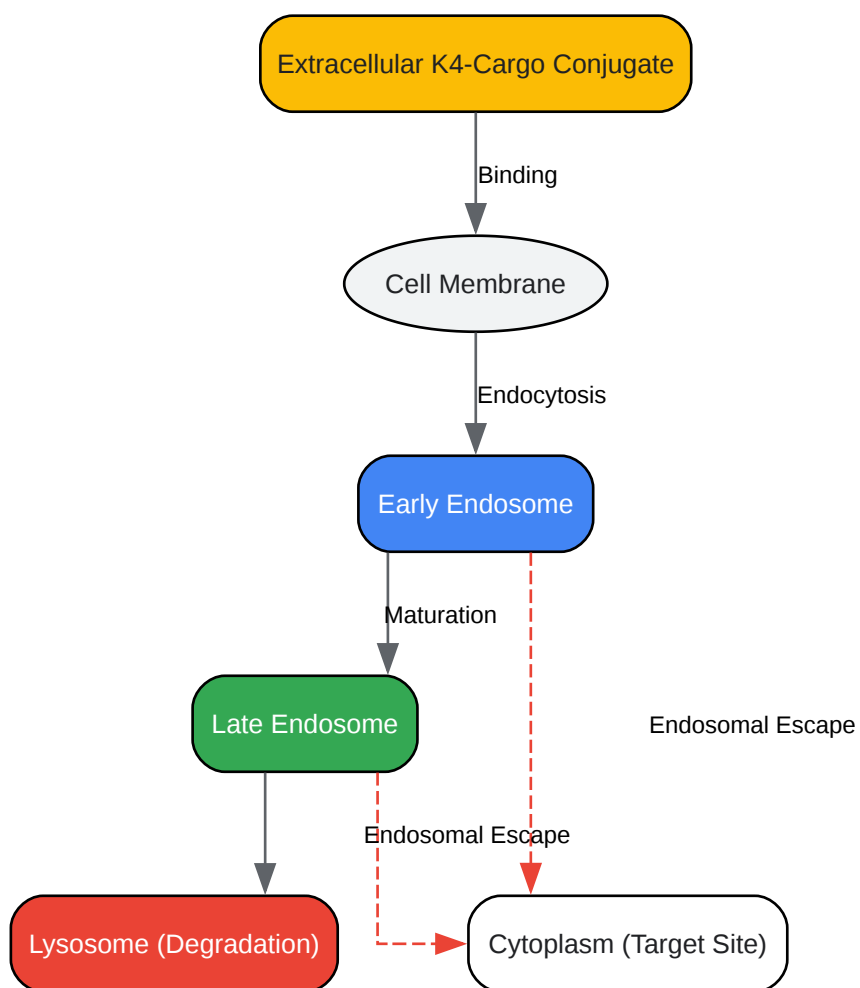 Extracellular K4-Cargo Conjugate
Binding
Cell Membrane
Endocytosis
Early Endosome
Maturation
Late Endosome
Endosomal Escape
Endosomal Escape
Lysosome (Degradation)
Cytoplasm (Target Site)